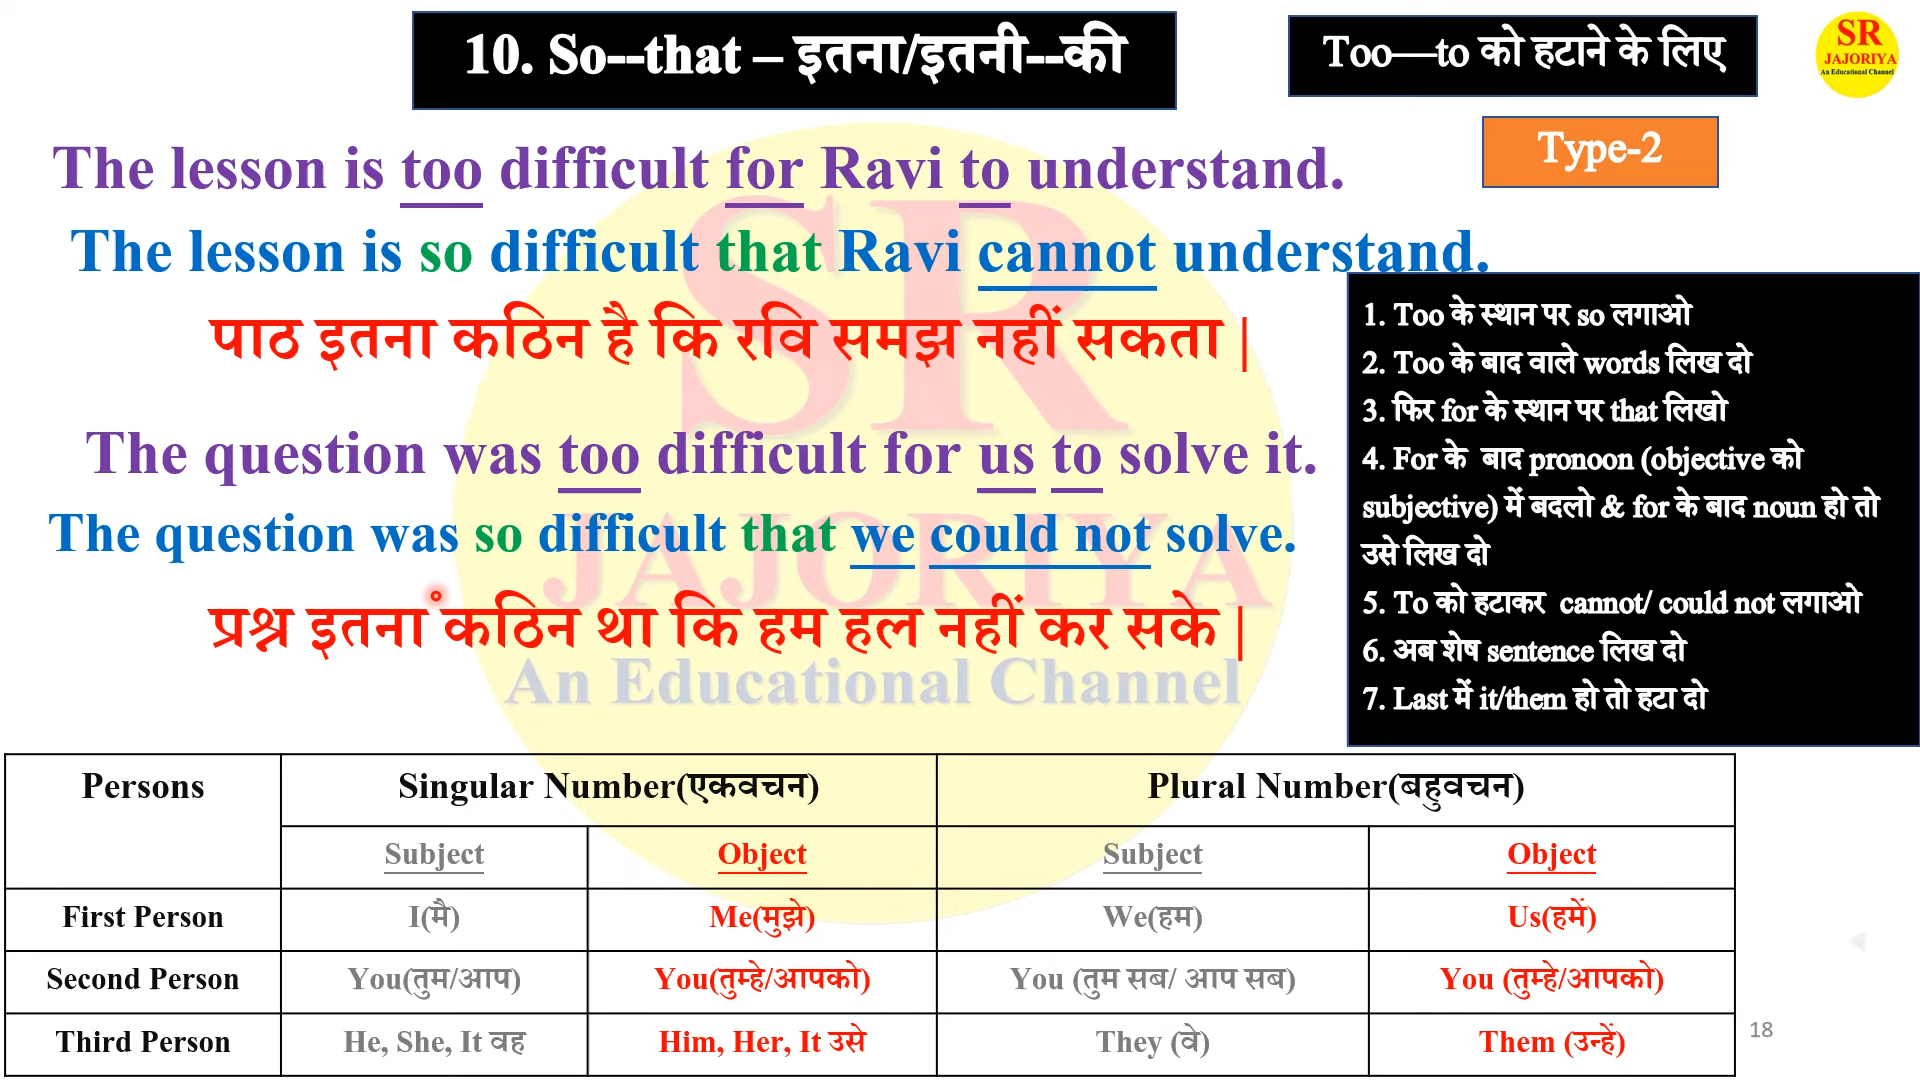 10. So--that – इतना/इतनी--की
Too—to को हटाने के लिए
SR
JAJORIYA
An Educational Channel
Type-2
The lesson is too difficult for Ravi to understand.
The lesson is so difficult that Ravi cannot understand.
पाठ इतना कठिन है कि रवि समझ नहीं सकता |
The question was too difficult for us to solve it.
The question was so difficult that we could not solve.
प्रश्न इतना कठिन था कि हम हल नहीं कर सके |
1. Too के स्थान पर so लगाओ
2. Too के बाद वाले words लिख दो
3. फिर for के स्थान पर that लिखो
4. For के बाद pronoon (objective को
subjective) में बदलो & for के बाद noun हो तो
उसे लिख दो
5. To को हटाकर cannot/ could not लगाओ
6. अब शेष sentence लिख दो
7. Last में it/them हो तो हटा दो
SR
JAJORIYA
An Educational Channel
Persons Singular Number(एकवचन) Plural Number(बहुवचन)
Subject Object Subject Object
First Person I(मै) Me(मुझे) We(हम) Us(हमें)
Second Person You(तुम/आप) You(तुम्हे/आपको) You (तुम सब/ आप सब) You (तुम्हे/आपको)
Third Person He, She, It वह Him, Her, It उसे They (वे) Them (उन्हें)
18